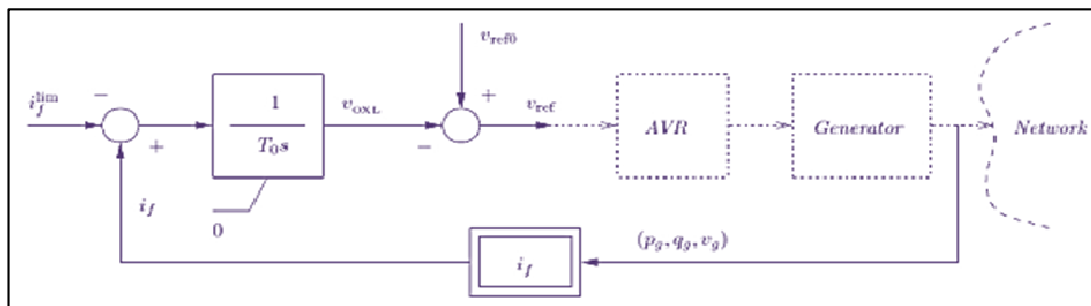 v_ref0
i_f^lim
−
+
1
T_0 s
0
v_OXL
+
−
v_ref
AVR
Generator
Network
i_f
i_f
(p_g, q_g, v_g)